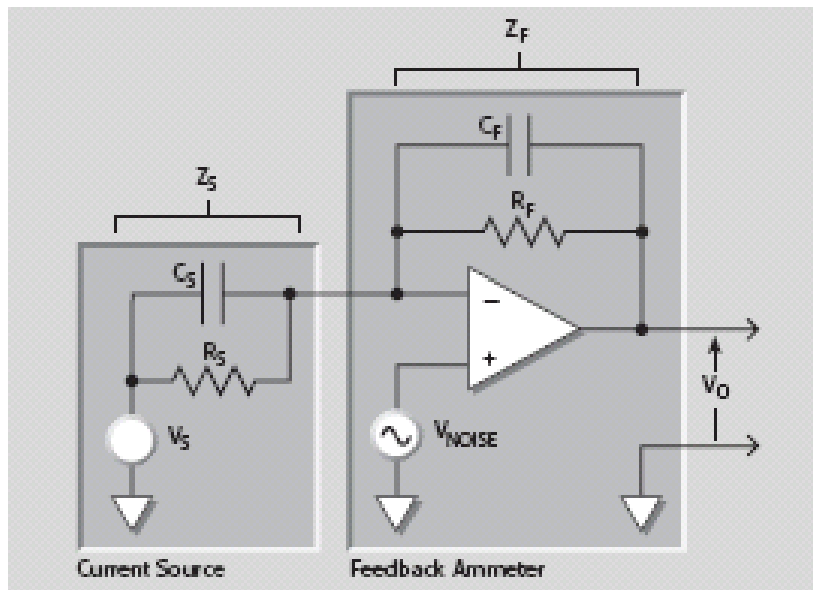 Z_F
C_F
Z_S
R_F
C_S
−
R_S
+
V_O
V_S
V_NOISE
Current Source
Feedback Ammeter